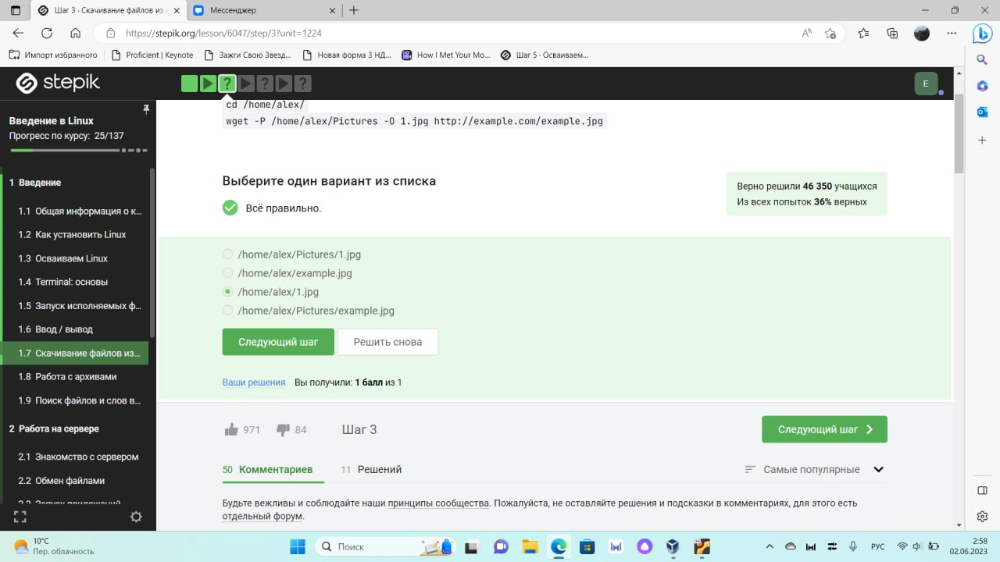 Шаг 3 · Скачивание файлов из
Мессенджер
https://stepik.org/lesson/6047/step/3?unit=1224
Импорт избранного
Proficient | Keynote
Зажги Свою Звезд...
Новая форма 3 НД...
How I Met Your Mo...
Шаг 5 · Осваиваем...
stepik
E
Введение в Linux
Прогресс по курсу: 25/137
1 Введение
1.1 Общая информация о к...
1.2 Как установить Linux
1.3 Осваиваем Linux
1.4 Terminal: основы
1.5 Запуск исполняемых ф...
1.6 Ввод / вывод
1.7 Скачивание файлов из...
1.8 Работа с архивами
1.9 Поиск файлов и слов в...
2 Работа на сервере
2.1 Знакомство с сервером
2.2 Обмен файлами
2.3 Запуск приложений
cd /home/alex/
wget -P /home/alex/Pictures -O 1.jpg http://example.com/example.jpg
Выберите один вариант из списка
Всё правильно.
Верно решили 46 350 учащихся
Из всех попыток 36% верных
/home/alex/Pictures/1.jpg
/home/alex/example.jpg
/home/alex/1.jpg
/home/alex/Pictures/example.jpg
Следующий шаг
Решить снова
Ваши решения Вы получили: 1 балл из 1
971 84 Шаг 3
Следующий шаг
50 Комментариев 11 Решений
Самые популярные
Будьте вежливы и соблюдайте наши принципы сообщества. Пожалуйста, не оставляйте решения и подсказки в комментариях, для этого есть
отдельный форум.
10°C
Пер. облачность
Поиск
РУС
2:58
02.06.2023